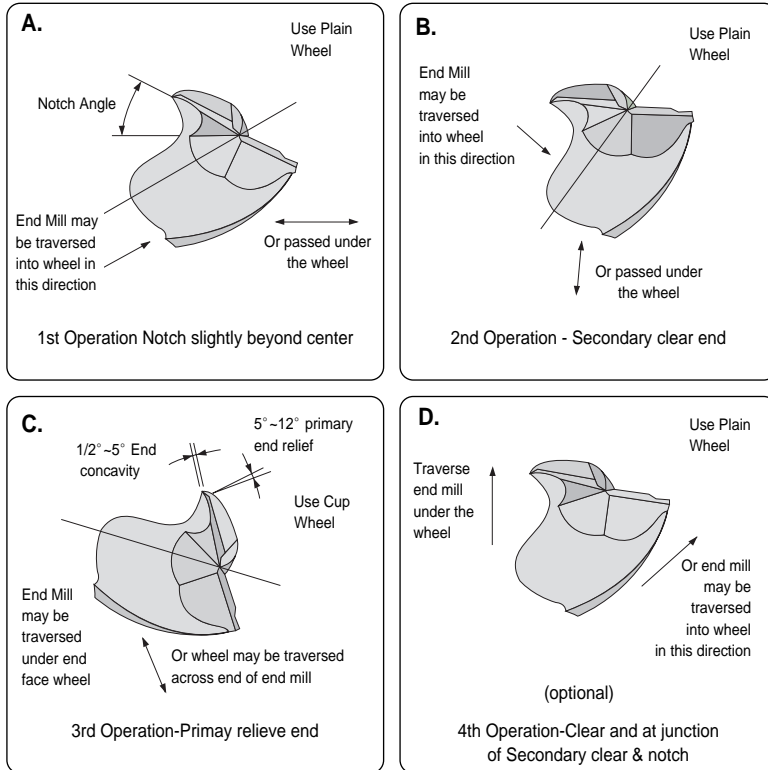 A.
Use Plain
Wheel
Notch Angle
End Mill may
be traversed
into wheel in
this direction
Or passed under
the wheel
1st Operation Notch slightly beyond center
B.
Use Plain
Wheel
End Mill
may be
traversed
into wheel
in this direction
Or passed under
the wheel
2nd Operation - Secondary clear end
C.
1/2°~5° End
concavity
5°~12° primary
end relief
Use Cup
Wheel
End Mill
may be
traversed
under end
face wheel
Or wheel may be traversed
across end of end mill
3rd Operation-Primay relieve end
D.
Use Plain
Wheel
Traverse
end mill
under the
wheel
Or end mill
may be
traversed
into wheel
in this direction
(optional)
4th Operation-Clear and at junction
of Secondary clear & notch